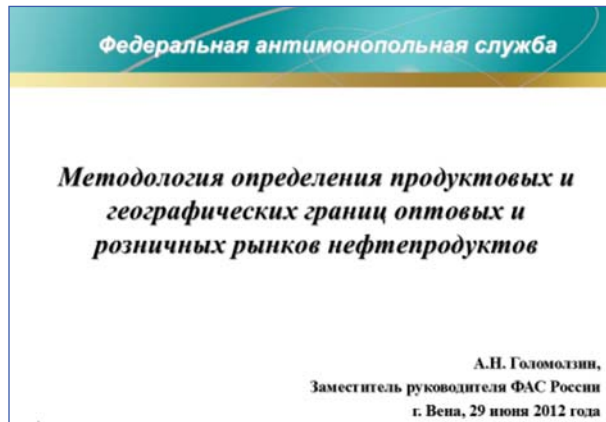 Федеральная антимонопольная служба
Методология определения продуктовых и
географических границ оптовых и
розничных рынков нефтепродуктов
А.Н. Голомолзин,
Заместитель руководителя ФАС России
г. Вена, 29 июня 2012 года